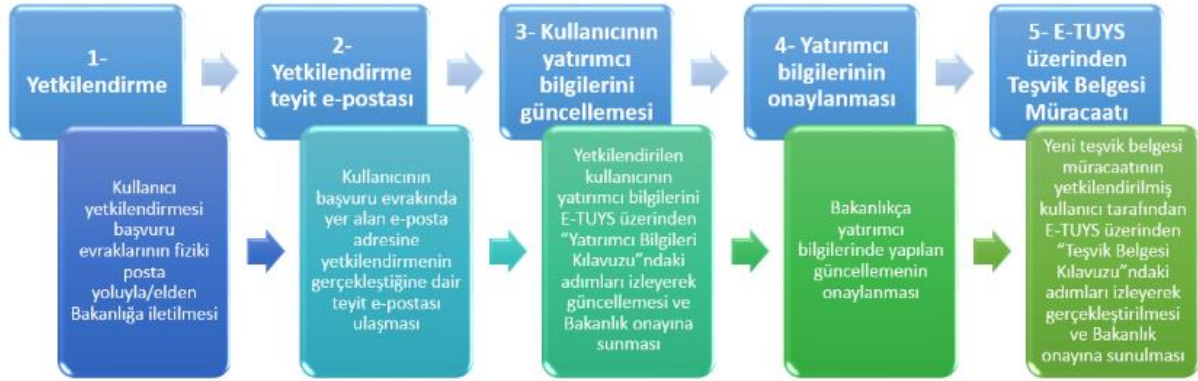 1-
Yetkilendirme
Kullanıcı
yetkilendirmesi
başvuru
evraklarının fiziki
posta
yoluyla/elden
Bakanlığa iletilmesi
2-
Yetkilendirme
teyit e-postası
Kullanıcının
başvuru evrakında
yer alan e-posta
adresine
yetkilendirmenin
gerçekleştiğine dair
teyit e-postası
ulaşması
3- Kullanıcının
yatırımcı
bilgilerini
güncellemesi
Yetkilendirilen
kullanıcının
yatırımcı bilgilerini
E-TUYS üzerinden
“Yatırımcı Bilgileri
Kılavuzu”ndaki
adımları izleyerek
güncellemesi ve
Bakanlık onayına
sunması
4- Yatırımcı
bilgilerinin
onaylanması
Bakanlıkça
yatırımcı
bilgilerinde yapılan
güncellemenin
onaylanması
5- E-TUYS
üzerinden
Teşvik Belgesi
Müracaatı
Yeni teşvik belgesi
müracaatının
yetkilendirilmiş
kullanıcı tarafından
E-TUYS üzerinden
“Teşvik Belgesi
Kılavuzu”ndaki
adımları izleyerek
gerçekleştirilmesi
ve Bakanlık
onayına sunulması